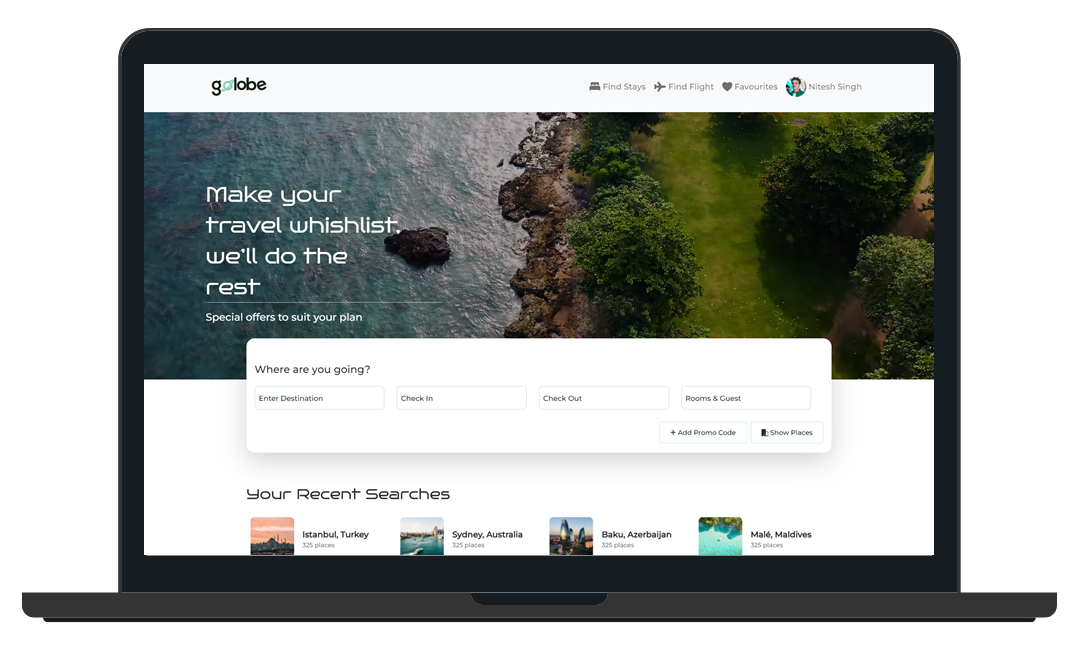 golobe
Find Stays
Find Flight
Favourites
Nitesh Singh
Make your
travel whishlist,
we'll do the
rest
Special offers to suit your plan
Where are you going?
Enter Destination
Check In
Check Out
Rooms & Guest
+ Add Promo Code
Show Places
Your Recent Searches
Istanbul, Turkey
325 places
Sydney, Australia
325 places
Baku, Azerbaijan
325 places
Malé, Maldives
325 places